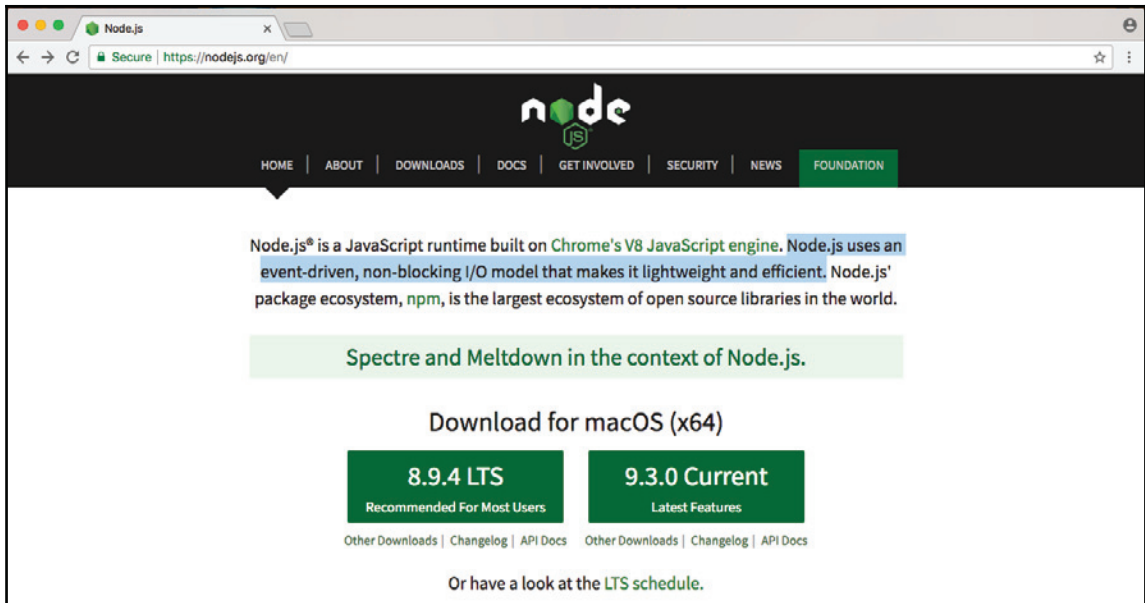 Node.js
Secure | https://nodejs.org/en/
node
JS
HOME | ABOUT | DOWNLOADS | DOCS | GET INVOLVED | SECURITY | NEWS FOUNDATION
Node.js® is a JavaScript runtime built on Chrome's V8 JavaScript engine. Node.js uses an
event-driven, non-blocking I/O model that makes it lightweight and efficient. Node.js'
package ecosystem, npm, is the largest ecosystem of open source libraries in the world.
Spectre and Meltdown in the context of Node.js.
Download for macOS (x64)
8.9.4 LTS 9.3.0 Current
Recommended For Most Users Latest Features
Other Downloads | Changelog | API Docs Other Downloads | Changelog | API Docs
Or have a look at the LTS schedule.